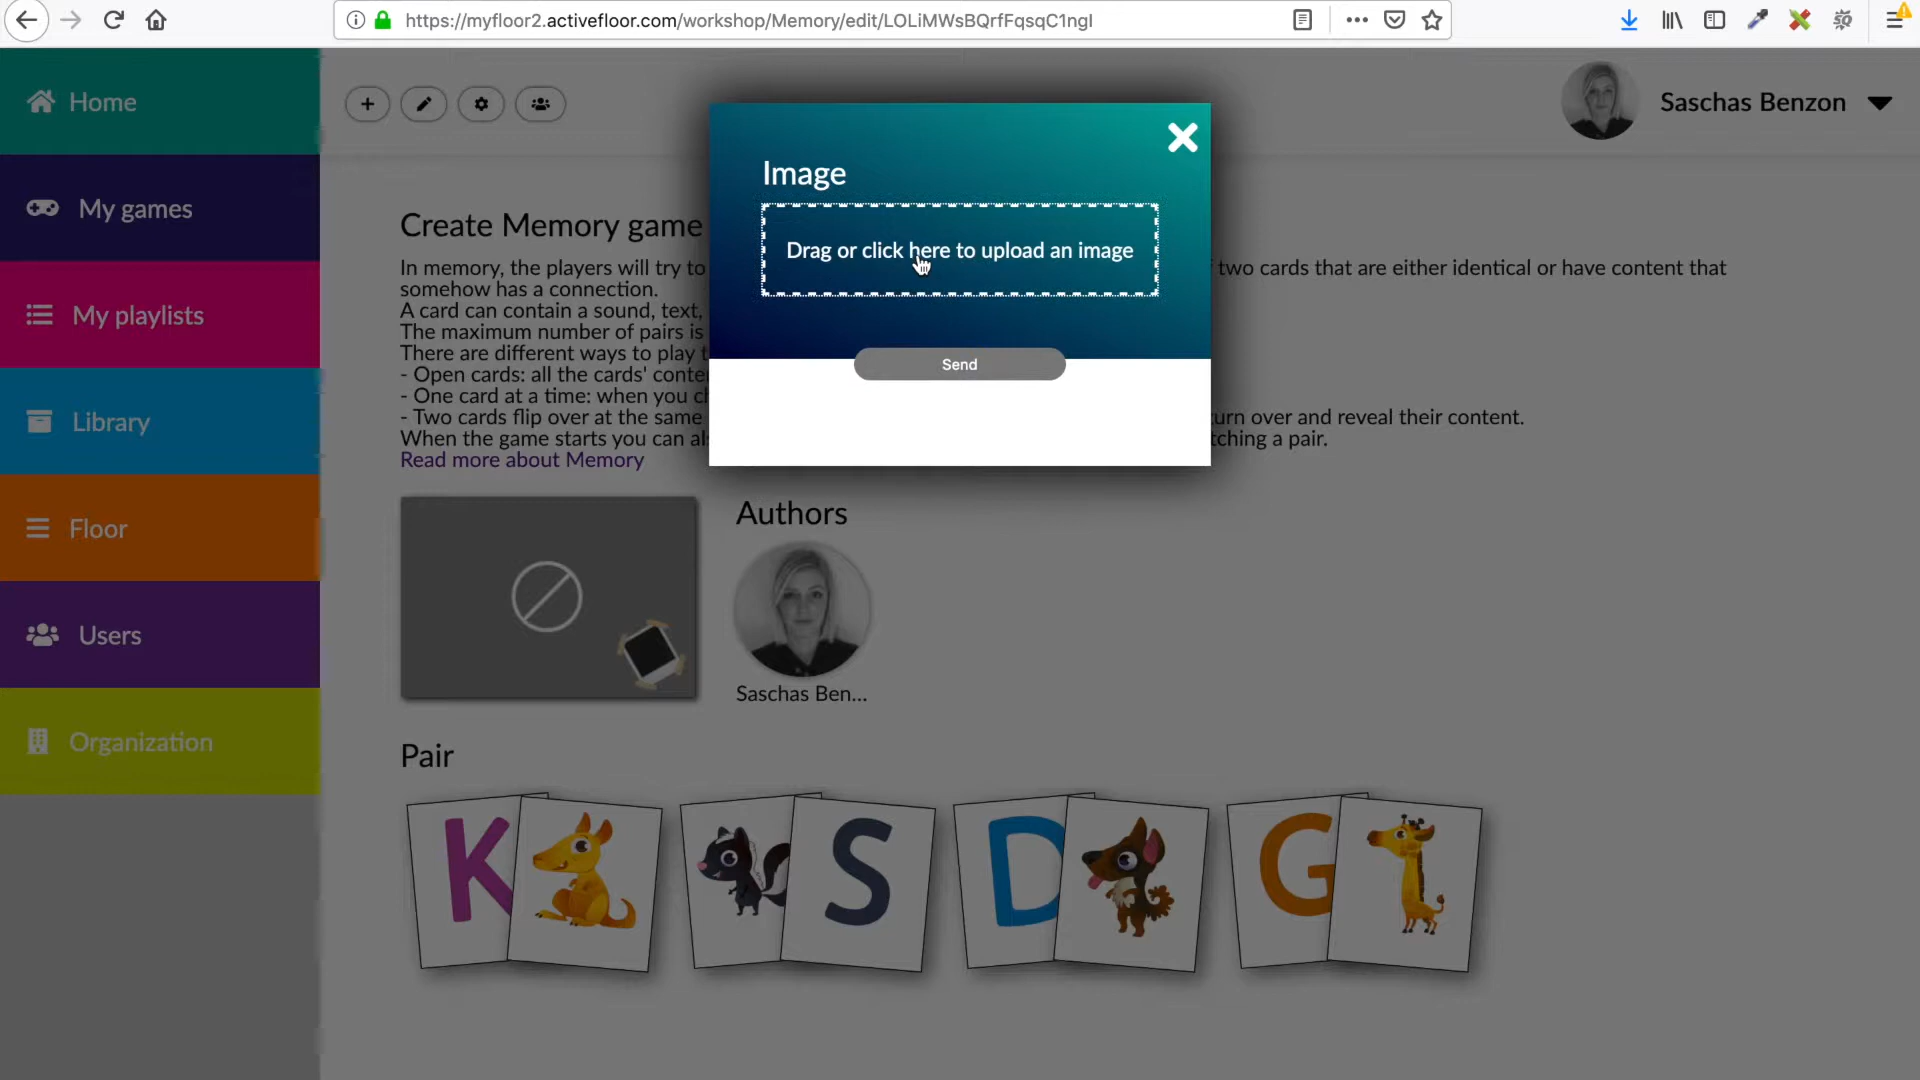 https://myfloor2.activefloor.com/workshop/Memory/edit/LOLiMWsBQrfFqsqC1ngI
Home
My games
My playlists
Library
Floor
Users
Organization
Saschas Benzon
Image
Drag or click here to upload an image
Send
Create Memory game
In memory, the players will try to two cards that are either identical or have content that
somehow has a connection.
A card can contain a sound, text,
The maximum number of pairs is
There are different ways to play
- Open cards: all the cards'
- One card at a time: when you
- Two cards flip over at the same turn over and reveal their content.
When the game starts you can a pair.
Read more about Memory
Authors
Saschas Ben...
Pair
K
S
D
G